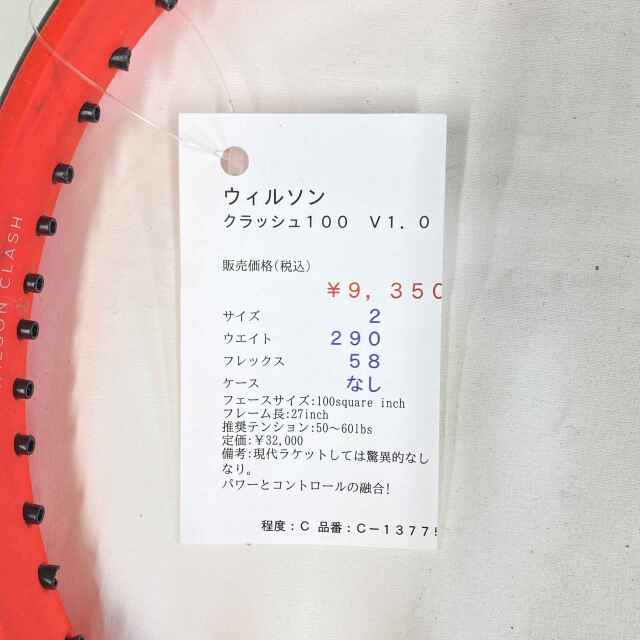 ウィルソン
クラッシュ100 V1.0
販売価格(税込)
¥9,350
サイズ 2
ウエイト 290
フレックス 58
ケース なし
フェースサイズ:100square inch
フレーム長:27inch
推奨テンション:50～60lbs
定価:¥32,000
備考:現代ラケットしては驚異的なし
なり。
パワーとコントロールの融合!
程度:C 品番:C－1377
WILSON CLASH